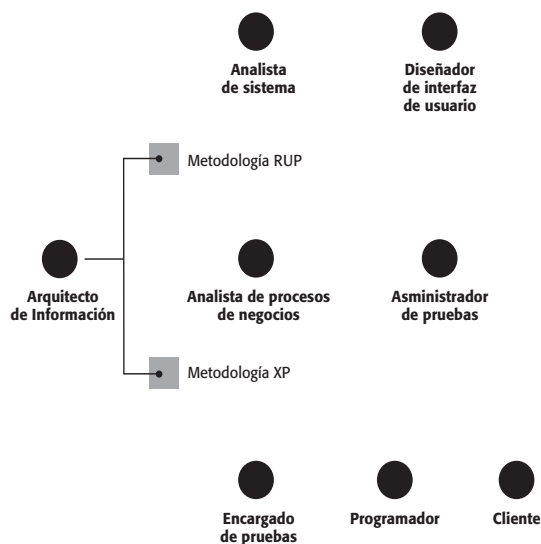 Analista
de sistema
Diseñador
de interfaz
de usuario
Metodología RUP
Arquitecto
de Información
Analista de procesos
de negocios
Asministrador
de pruebas
Metodología XP
Encargado
de pruebas
Programador
Cliente